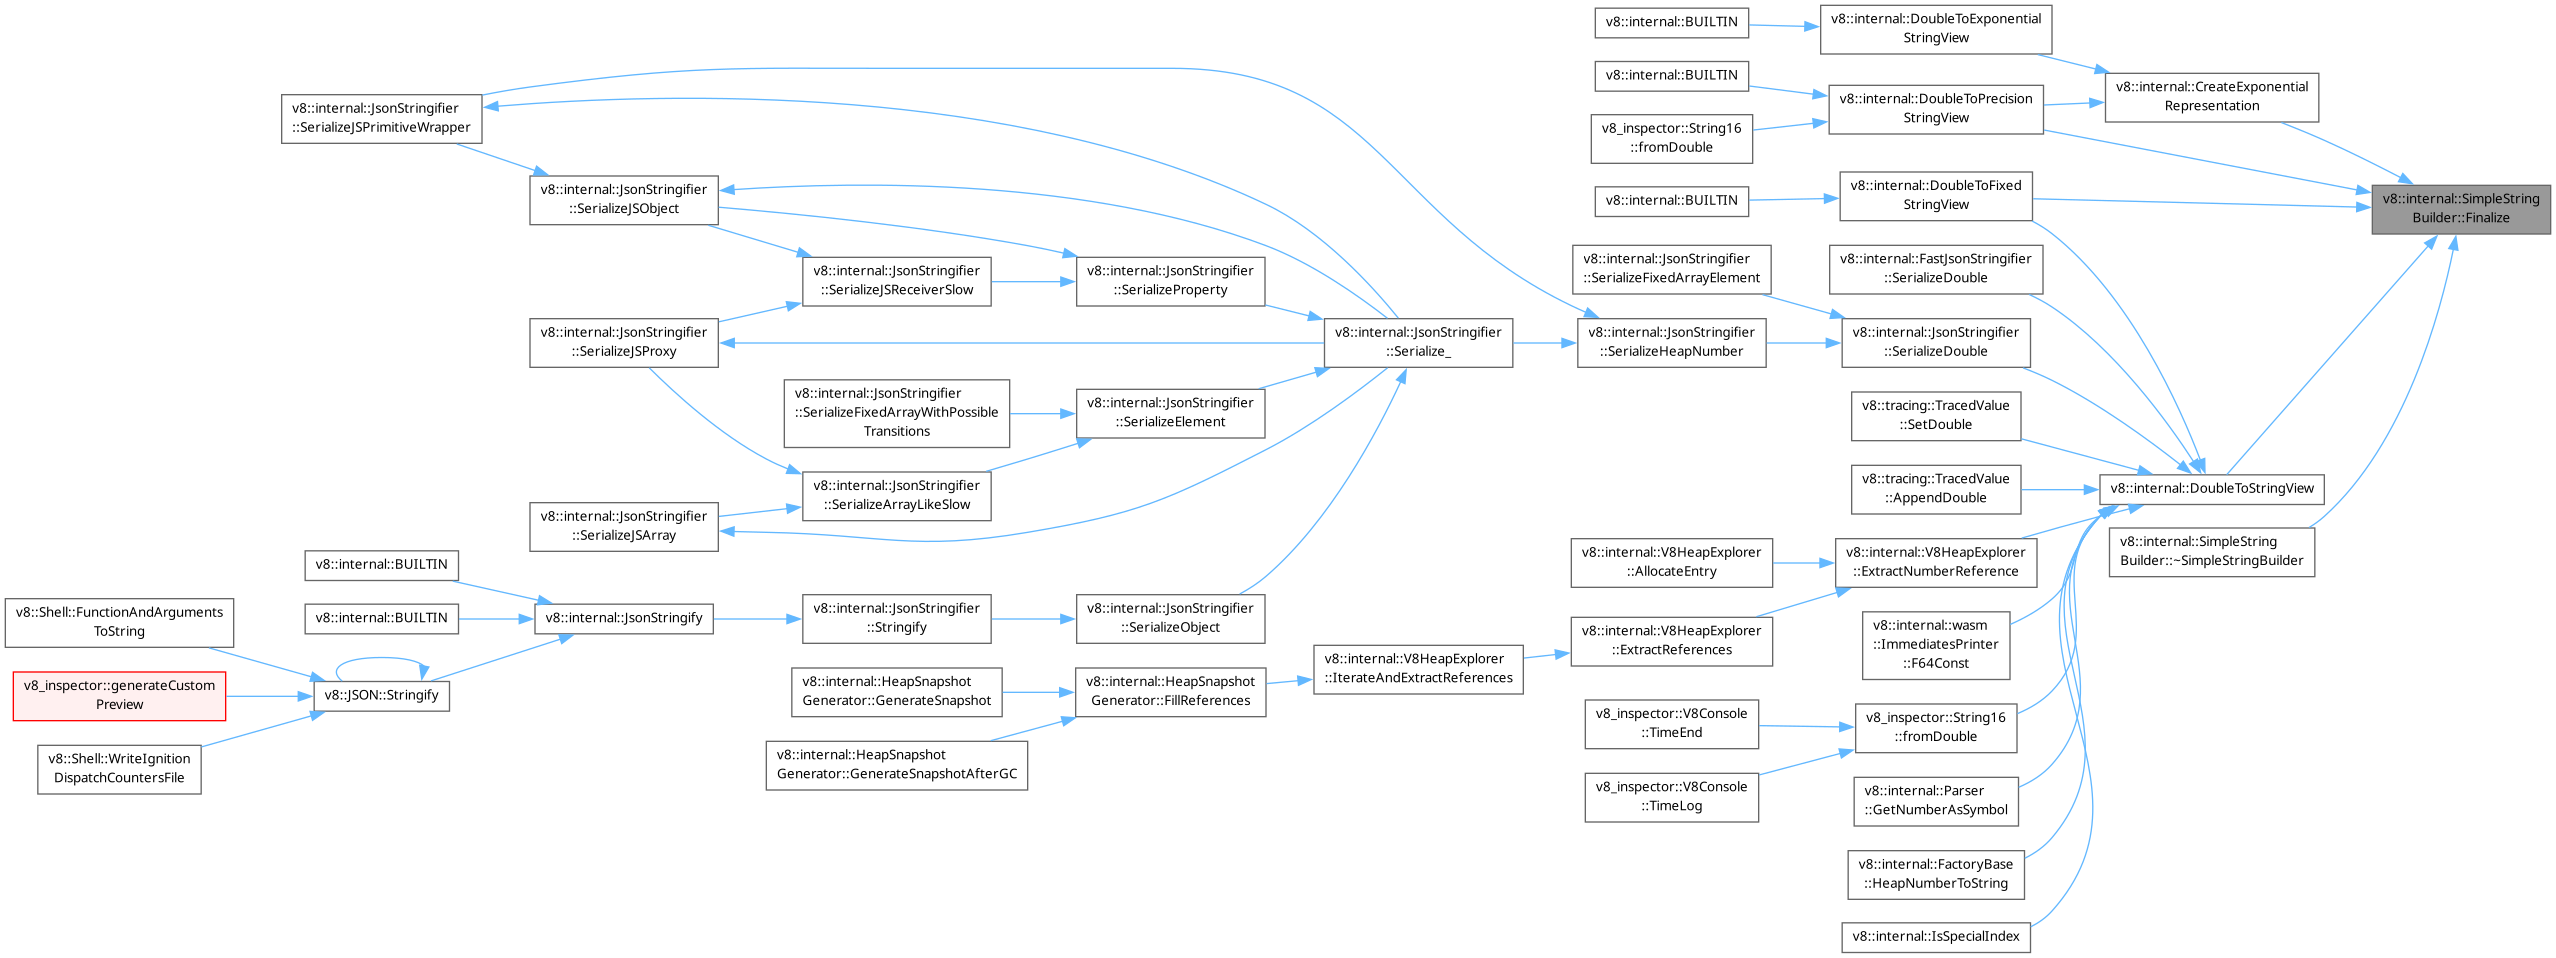 v8::internal::BUILTIN
v8::internal::DoubleToExponential
StringView
v8::internal::BUILTIN
v8::internal::DoubleToPrecision
StringView
v8::internal::CreateExponential
Representation
v8_inspector::String16
::fromDouble
v8::internal::JsonStringifier
::SerializeJSPrimitiveWrapper
v8::internal::BUILTIN
v8::internal::DoubleToFixed
StringView
v8::internal::SimpleString
Builder::Finalize
v8::internal::JsonStringifier
::SerializeJSObject
v8::internal::JsonStringifier
::SerializeJSReceiverSlow
v8::internal::JsonStringifier
::SerializeProperty
v8::internal::JsonStringifier
::SerializeFixedArrayElement
v8::internal::FastJsonStringifier
::SerializeDouble
v8::internal::JsonStringifier
::SerializeJSProxy
v8::internal::JsonStringifier
::Serialize_
v8::internal::JsonStringifier
::SerializeHeapNumber
v8::internal::JsonStringifier
::SerializeDouble
v8::internal::JsonStringifier
::SerializeFixedArrayWithPossible
Transitions
v8::internal::JsonStringifier
::SerializeElement
v8::tracing::TracedValue
::SetDouble
v8::internal::JsonStringifier
::SerializeArrayLikeSlow
v8::tracing::TracedValue
::AppendDouble
v8::internal::DoubleToStringView
v8::internal::JsonStringifier
::SerializeJSArray
v8::internal::SimpleString
Builder::~SimpleStringBuilder
v8::internal::BUILTIN
v8::internal::V8HeapExplorer
::AllocateEntry
v8::internal::V8HeapExplorer
::ExtractNumberReference
v8::Shell::FunctionAndArguments
ToString
v8::internal::BUILTIN
v8::internal::JsonStringify
v8::internal::JsonStringifier
::Stringify
v8::internal::JsonStringifier
::SerializeObject
v8::internal::V8HeapExplorer
::ExtractReferences
v8::internal::wasm
::ImmediatesPrinter
::F64Const
v8_inspector::generateCustom
Preview
v8::JSON::Stringify
v8::internal::HeapSnapshot
Generator::GenerateSnapshot
v8::internal::HeapSnapshot
Generator::FillReferences
v8::internal::V8HeapExplorer
::IterateAndExtractReferences
v8_inspector::V8Console
::TimeEnd
v8_inspector::String16
::fromDouble
v8::Shell::WriteIgnition
DispatchCountersFile
v8::internal::HeapSnapshot
Generator::GenerateSnapshotAfterGC
v8_inspector::V8Console
::TimeLog
v8::internal::Parser
::GetNumberAsSymbol
v8::internal::FactoryBase
::HeapNumberToString
v8::internal::IsSpecialIndex